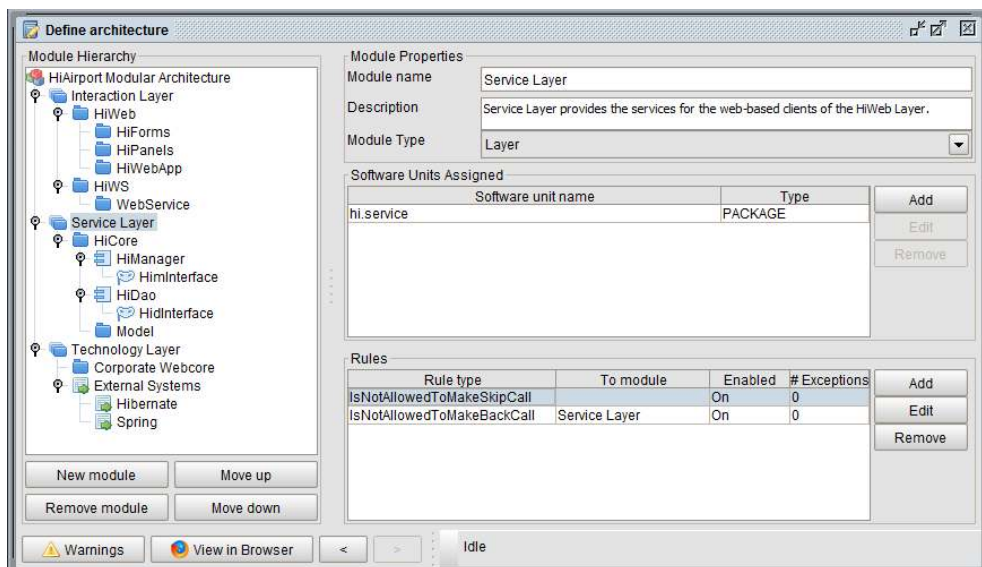 Define architecture
Module Hierarchy
HiAirport Modular Architecture
Interaction Layer
HiWeb
HiForms
HiPanels
HiWebApp
HiWS
WebService
Service Layer
HiCore
HiManager
HimInterface
HiDao
HidInterface
Model
Technology Layer
Corporate Webcore
External Systems
Hibernate
Spring
New module
Move up
Remove module
Move down
Module Properties
Module name
Service Layer
Description
Service Layer provides the services for the web-based clients of the HiWeb Layer.
Module Type
Layer
Software Units Assigned
Software unit name Type
hi.service PACKAGE
Add
Edit
Remove
Rules
Rule type To module Enabled # Exceptions
IsNotAllowedToMakeSkipCall On 0
IsNotAllowedToMakeBackCall Service Layer On 0
Add
Edit
Remove
Warnings
View in Browser
<
>
Idle